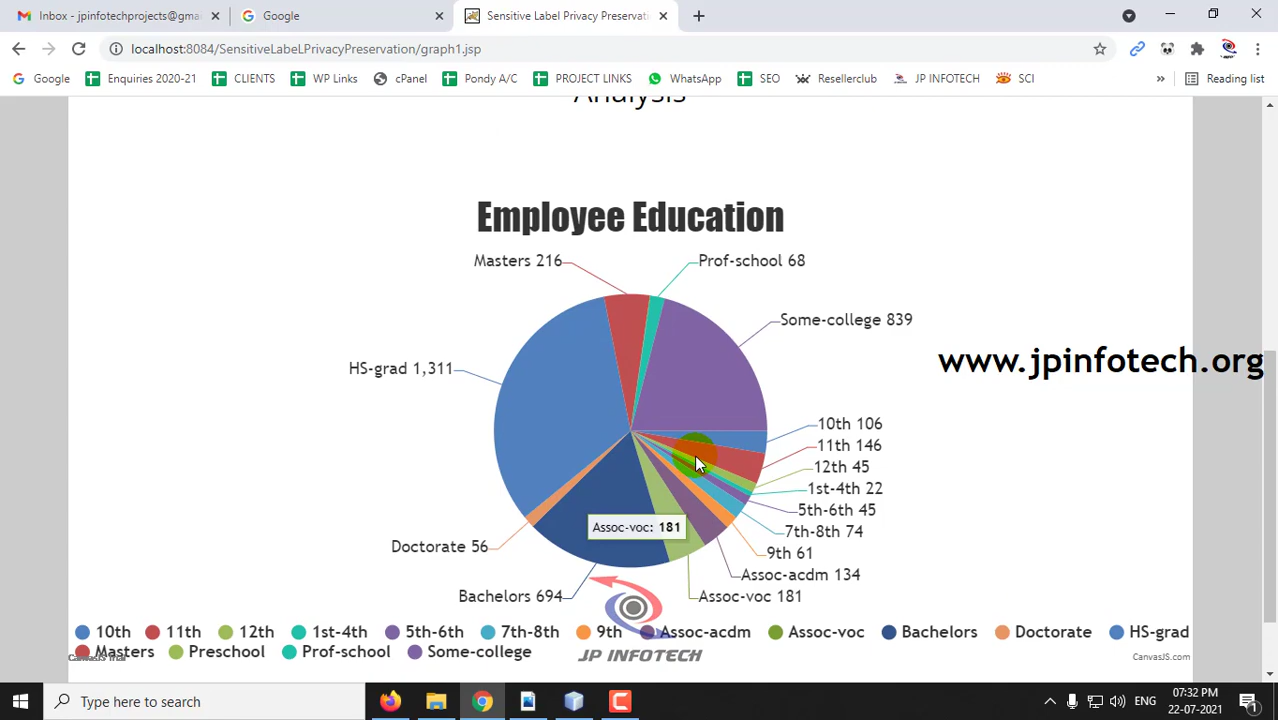 Inbox - jpinfotechprojects@gma
Google
Sensitive Label Privacy Preservati
localhost:8084/SensitiveLabeLPrivacyPreservation/graph1.jsp
Google
Enquiries 2020-21
CLIENTS
WP Links
cPanel
Pondy A/C
PROJECT LINKS
WhatsApp
SEO
Resellerclub
JP INFOTECH
SCI
»
Reading list
Analysis
Employee Education
Masters 216
Prof-school 68
Some-college 839
HS-grad 1,311
www.jpinfotech.org
10th 106
11th 146
12th 45
1st-4th 22
5th-6th 45
7th-8th 74
9th 61
Assoc-acdm 134
Assoc-voc 181
Assoc-voc: 181
Doctorate 56
Bachelors 694
10th 11th 12th 1st-4th 5th-6th 7th-8th 9th Assoc-acdm Assoc-voc Bachelors Doctorate HS-grad
Masters Preschool Prof-school Some-college
CanvasJS Trial
JP INFOTECH
CanvasJS.com
Type here to search
ENG
07:32 PM
22-07-2021
1